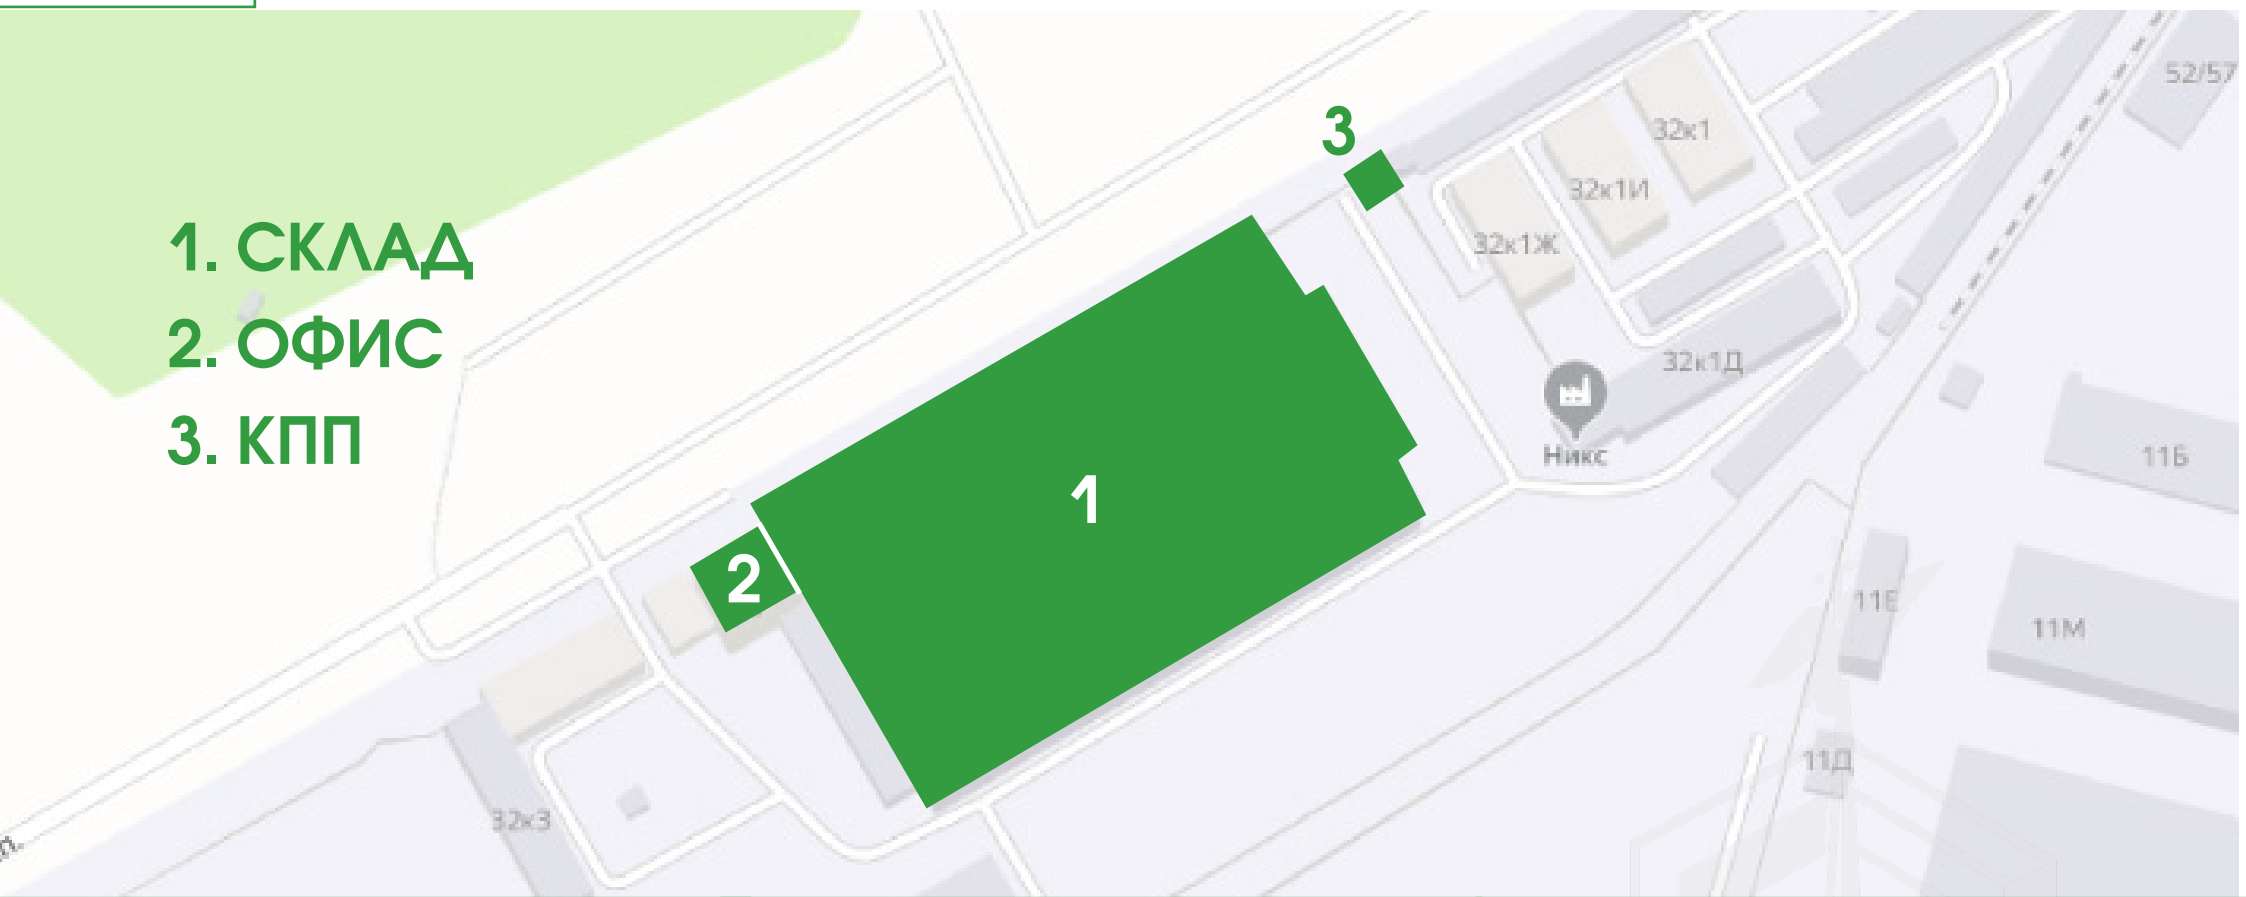 52/57
3
32к1
32к1И
1. СКЛАД
32к1Ж
2. ОФИС
32к1Д
3. КПП
Никс
11Б
1
2
11Е
11М
11Д
32к3